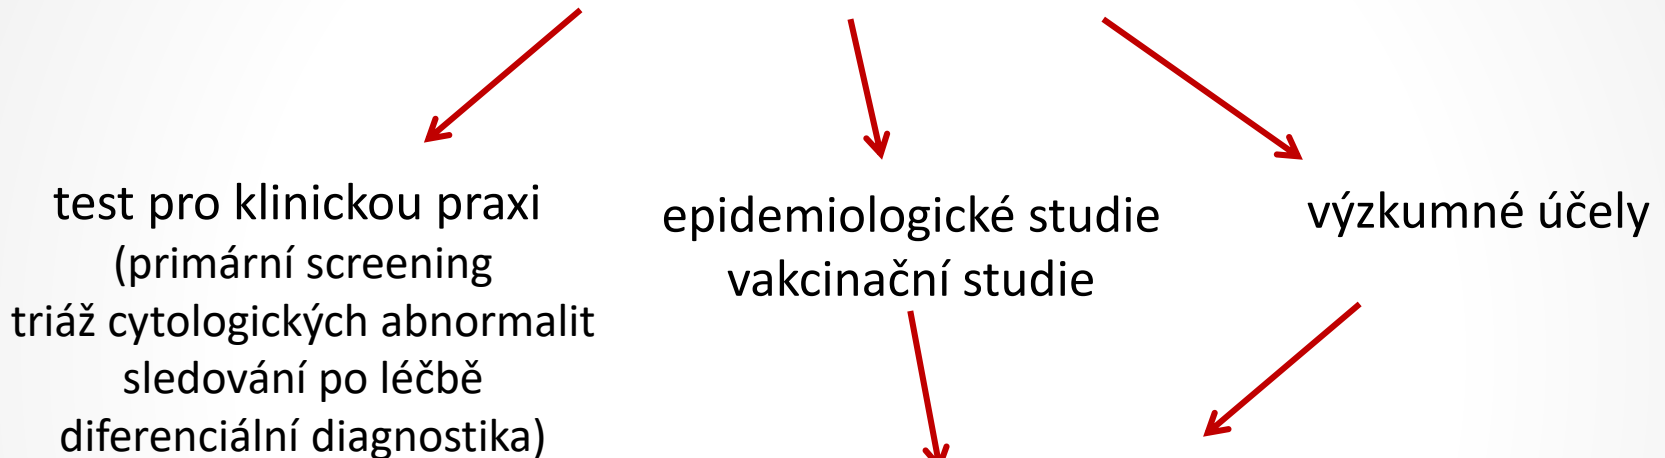 test pro klinickou praxi
(primární screening
triáž cytologických abnormalit
sledování po léčbě
diferenciální diagnostika)
epidemiologické studie
vakcinační studie
výzkumné účely